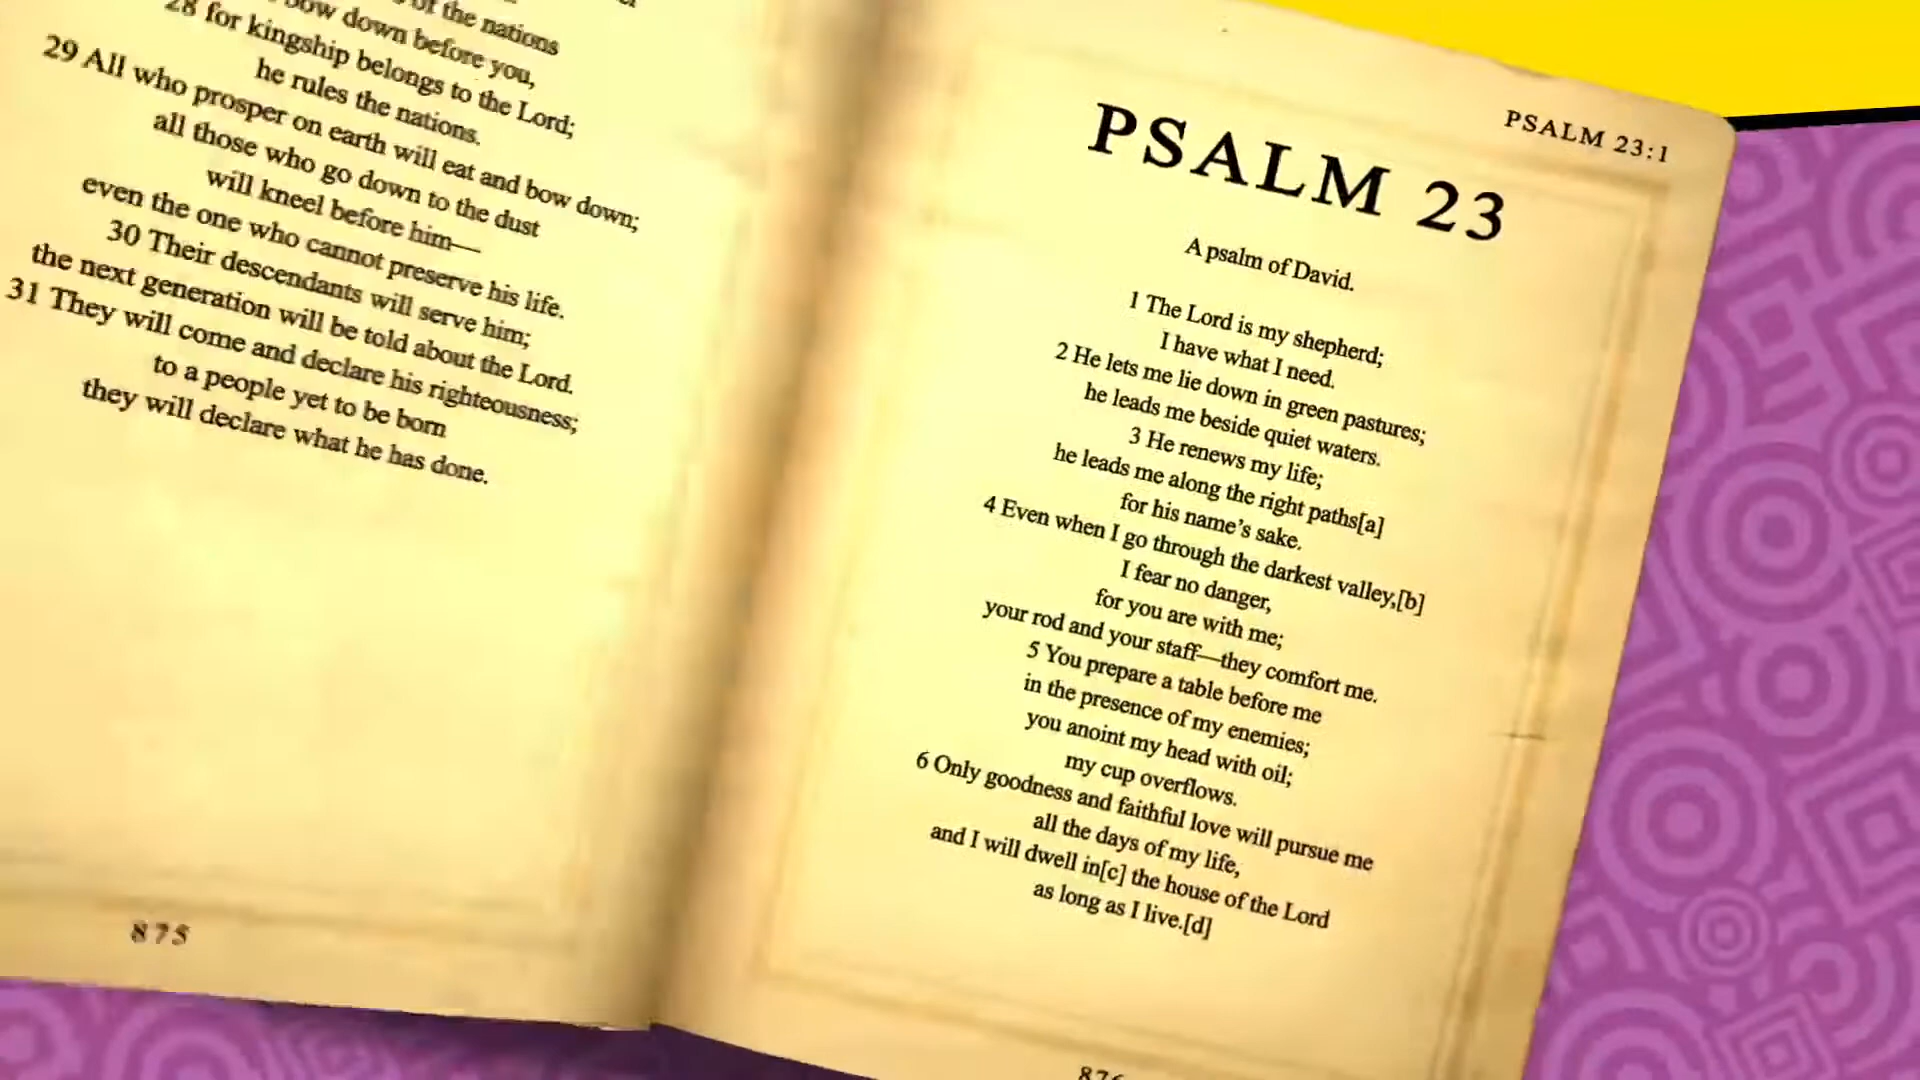 of the nations
bow down before you,
28 for kingship belongs to the Lord;
he rules the nations.
29 All who prosper on earth will eat and bow down;
all those who go down to the dust
will kneel before him—
even the one who cannot preserve his life.
30 Their descendants will serve him;
the next generation will be told about the Lord.
31 They will come and declare his righteousness;
to a people yet to be born
they will declare what he has done.
875
PSALM 23:1
PSALM 23
A psalm of David.
1 The Lord is my shepherd;
I have what I need.
2 He lets me lie down in green pastures;
he leads me beside quiet waters.
3 He renews my life;
he leads me along the right paths[a]
for his name’s sake.
4 Even when I go through the darkest valley,[b]
I fear no danger,
for you are with me;
your rod and your staff—they comfort me.
5 You prepare a table before me
in the presence of my enemies;
you anoint my head with oil;
my cup overflows.
6 Only goodness and faithful love will pursue me
all the days of my life,
and I will dwell in[c] the house of the Lord
as long as I live.[d]
876